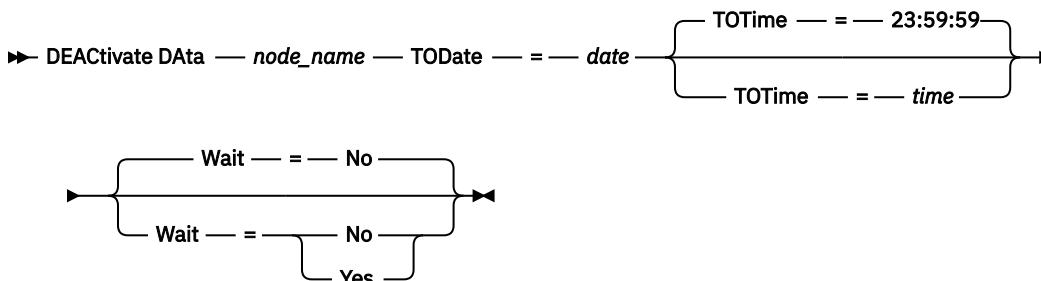 TOTime = 23:59:59
DEACtivate DAta node_name TODate = date
TOTime = time
Wait = No
Wait = No
Yes